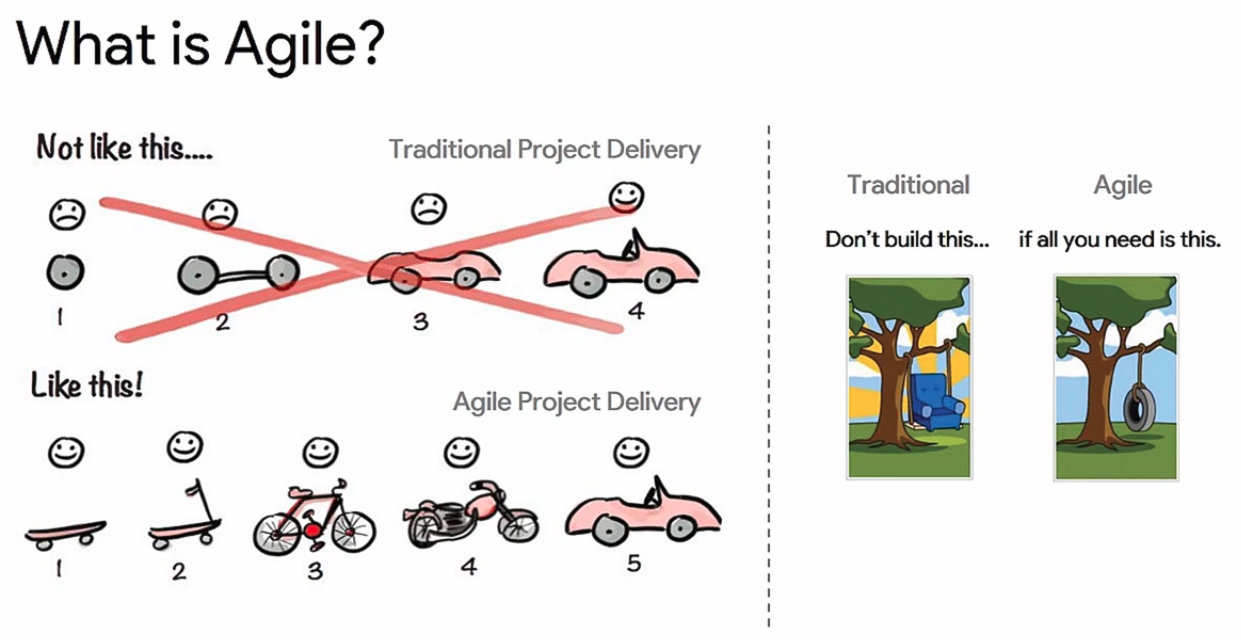 What is Agile?
Not like this....
Traditional Project Delivery
1
2
3
4
Like this!
Agile Project Delivery
1
2
3
4
5
Traditional
Agile
Don't build this...
if all you need is this.